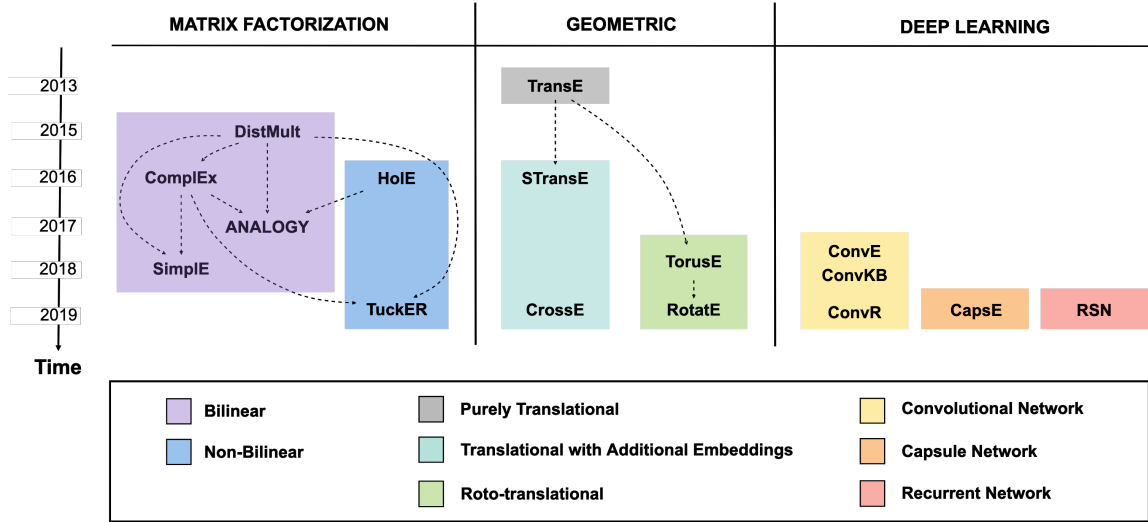 MATRIX FACTORIZATION
GEOMETRIC
DEEP LEARNING
2013
TransE
2015
DistMult
2016
ComplEx
HolE
STransE
2017
ANALOGY
ConvE
2018
SimplE
TorusE
ConvKB
2019
TuckER
CrossE
RotatE
ConvR
CapsE
RSN
Time
Bilinear
Purely Translational
Convolutional Network
Non-Bilinear
Translational with Additional Embeddings
Capsule Network
Roto-translational
Recurrent Network